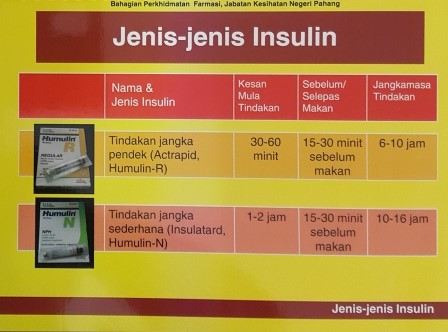 Bahagian Perkhidmatan Farmasi, Jabatan Kesihatan Negeri Pahang
Jenis-jenis Insulin
Nama &
Jenis Insulin
Kesan
Mula
Tindakan
Sebelum/
Selepas
Makan
Jangkamasa
Tindakan
Humulin
R
REGULAR
Tindakan jangka
pendek (Actrapid,
Humulin-R)
30-60
minit
15-30 minit
sebelum
makan
6-10 jam
Humulin
N
NPH
Tindakan jangka
sederhana (Insulatard,
Humulin-N)
1-2 jam
15-30 minit
sebelum
makan
10-16 jam
Jenis-jenis Insulin